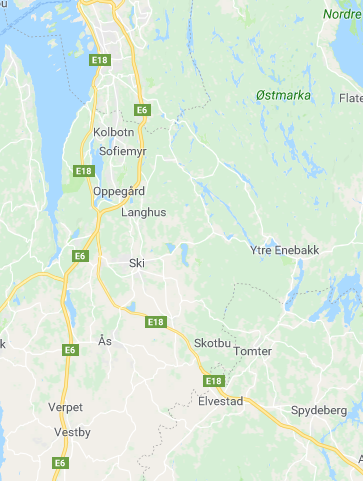 Nordre
E18
Østmarka
E6
Kolbotn
Sofiemyr
E18
Oppegård
Langhus
Ytre Enebakk
E6
Ski
E18
Ås
Skotbu
E6
Tomter
E18
Elvestad
Verpet
Spydeberg
Vestby
E6